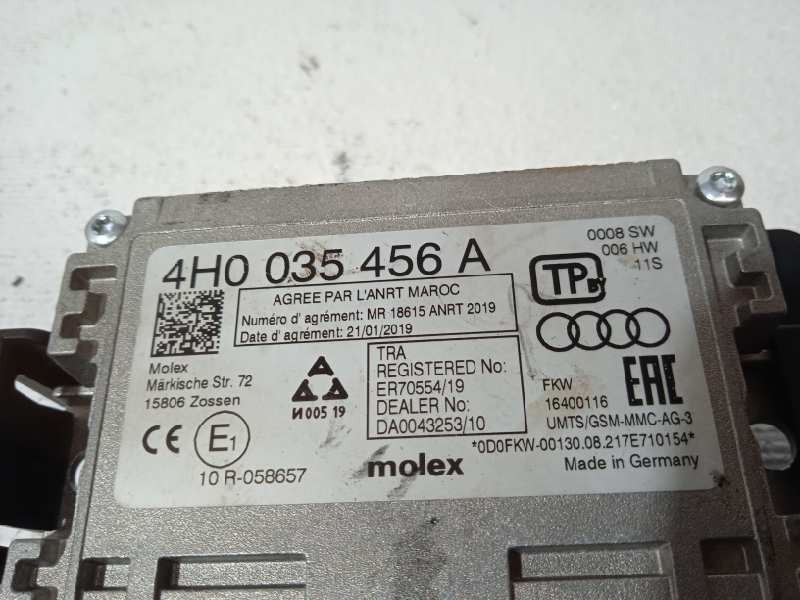 4H0 035 456 A
0008 SW
006 HW
11S
TP BY
AGREE PAR L'ANRT MAROC
Numéro d' agrément: MR 18615 ANRT 2019
Date d' agrément: 21/01/2019
Molex
Märkische Str. 72
15806 Zossen
И 005 19
TRA
REGISTERED No:
ER70554/19
DEALER No:
DA0043253/10
FKW
16400116
EAC
UMTS/GSM-MMC-AG-3
*0D0FKW-00130.08.217E710154*
Made in Germany
CE
E1
10 R-058657
molex